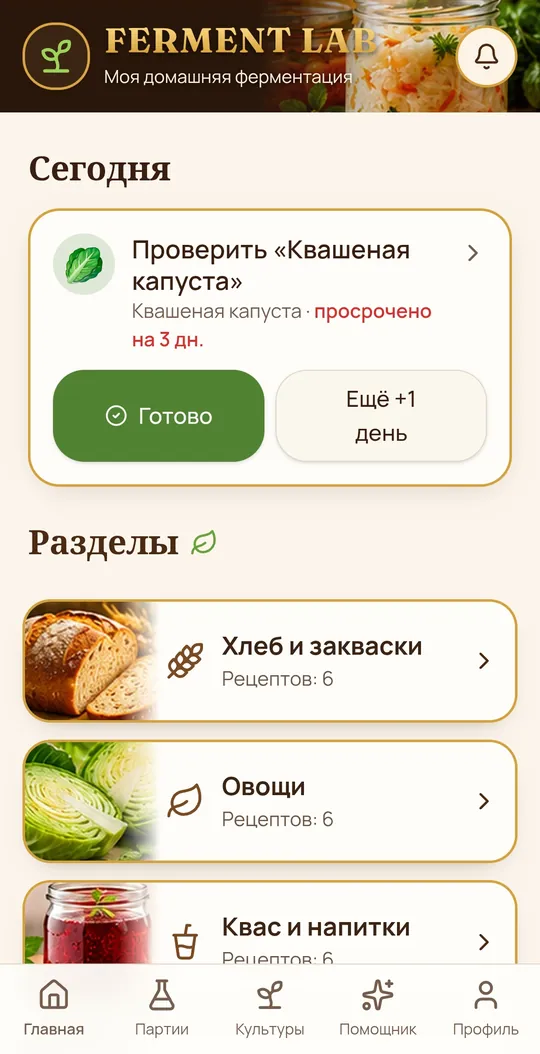 FERMENT LAB
Моя домашняя ферментация
Сегодня
Проверить «Квашеная
капуста»
Квашеная капуста · просрочено
на 3 дн.
Готово
Ещё +1
день
Разделы
Хлеб и закваски
Рецептов: 6
Овощи
Рецептов: 6
Квас и напитки
Рецептов: 6
Главная
Партии
Культуры
Помощник
Профиль